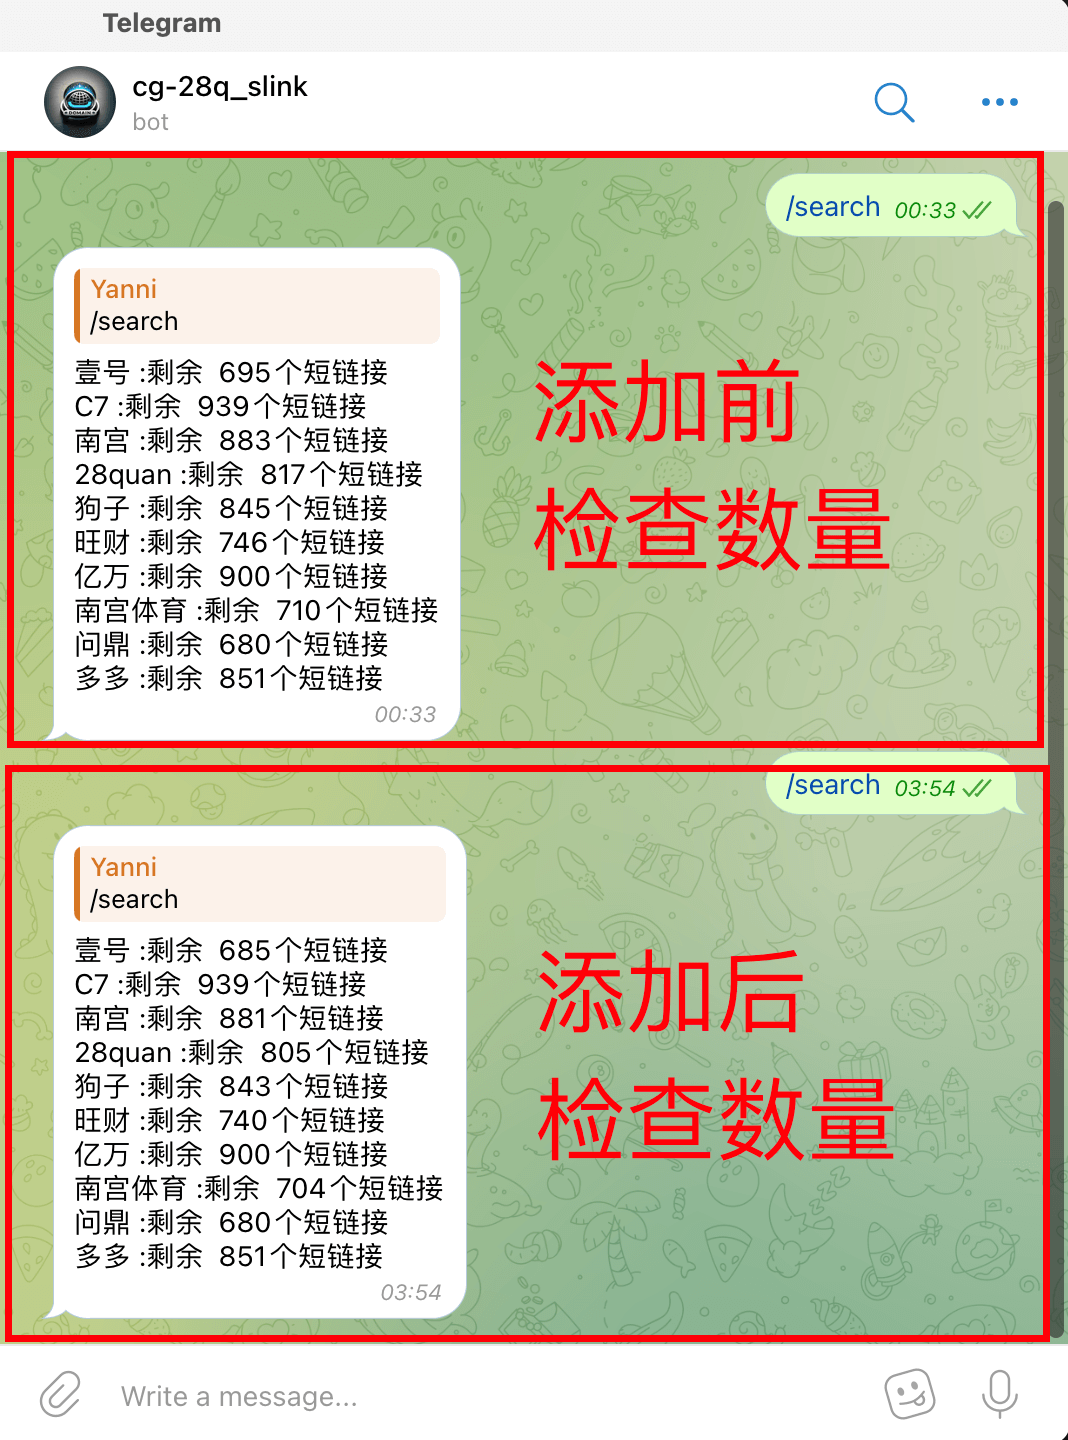 Telegram
cg-28q_slink
bot
/search 00:33
Yanni
/search
壹号 :剩余 695个短链接
C7 :剩余 939个短链接
南宫 :剩余 883个短链接
28quan :剩余 817个短链接
狗子 :剩余 845个短链接
旺财 :剩余 746个短链接
亿万 :剩余 900个短链接
南宫体育 :剩余 710个短链接
问鼎 :剩余 680个短链接
多多 :剩余 851个短链接
00:33
添加前
检查数量
/search 03:54
Yanni
/search
壹号 :剩余 685个短链接
C7 :剩余 939个短链接
南宫 :剩余 881个短链接
28quan :剩余 805个短链接
狗子 :剩余 843个短链接
旺财 :剩余 740个短链接
亿万 :剩余 900个短链接
南宫体育 :剩余 704个短链接
问鼎 :剩余 680个短链接
多多 :剩余 851个短链接
03:54
添加后
检查数量
Write a message...